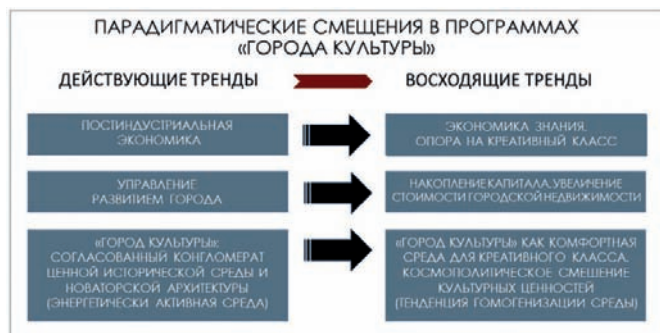 ПАРАДИГМАТИЧЕСКИЕ СМЕЩЕНИЯ В ПРОГРАММАХ
«ГОРОДА КУЛЬТУРЫ»
ДЕЙСТВУЮЩИЕ ТРЕНДЫ
ВОСХОДЯЩИЕ ТРЕНДЫ
ПОСТИНДУСТРИАЛЬНАЯ
ЭКОНОМИКА
ЭКОНОМИКА ЗНАНИЯ.
ОПОРА НА КРЕАТИВНЫЙ КЛАСС
УПРАВЛЕНИЕ
РАЗВИТИЕМ ГОРОДА
НАКОПЛЕНИЕ КАПИТАЛА, УВЕЛИЧЕНИЕ
СТОИМОСТИ ГОРОДСКОЙ НЕДВИЖИМОСТИ
«ГОРОД КУЛЬТУРЫ»:
СОГЛАСОВАННЫЙ КОНГЛОМЕРАТ
ЦЕННОЙ ИСТОРИЧЕСКОЙ СРЕДЫ И
НОВАТОРСКОЙ АРХИТЕКТУРЫ
(ЭНЕРГЕТИЧЕСКИ АКТИВНАЯ СРЕДА)
«ГОРОД КУЛЬТУРЫ» КАК КОМФОРТНАЯ
СРЕДА ДЛЯ КРЕАТИВНОГО КЛАССА.
КОСМОПОЛИТИЧЕСКОЕ СМЕШЕНИЕ
КУЛЬТУРНЫХ ЦЕННОСТЕЙ
(ТЕНДЕНЦИЯ ГОМОГЕНИЗАЦИИ СРЕДЫ)